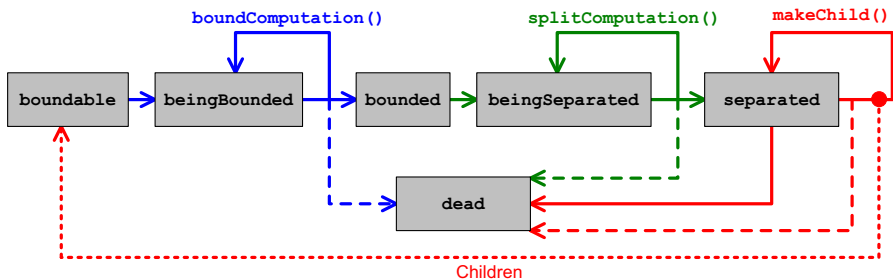 boundComputation()
splitComputation()
makeChild()
boundable
beingBounded
bounded
beingSeparated
separated
dead
Children